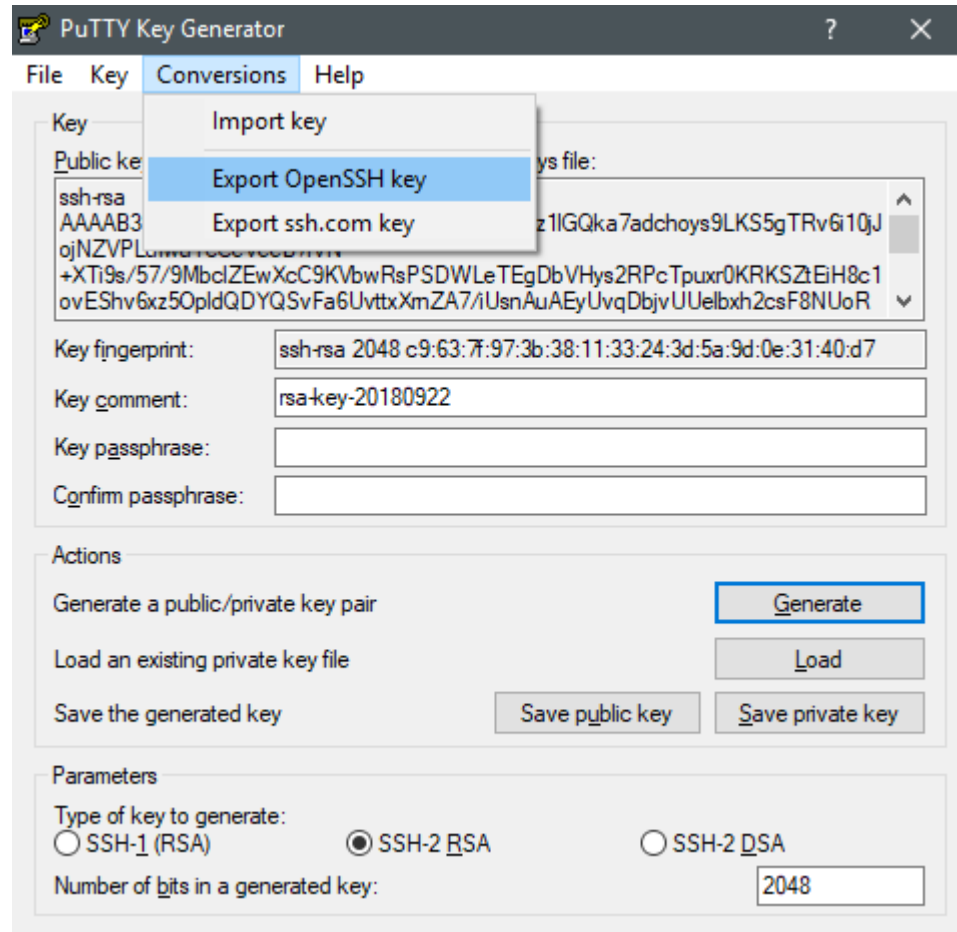 PuTTY Key Generator
File Key Conversions Help
Import key
Export OpenSSH key
Export ssh.com key
Key
Public ke ys file:
ssh-rsa
AAAAB3 z1lGQka7adchoys9LKS5gTRv6i10jJ
ojNZVPL
+XTi9s/57/9MbclZEwXcC9KVbwRsPSDWLeTEgDbVHys2RPcTpuxr0KRKSZtEiH8c1
ovEShv6xz5OpldQDYQSvFa6UvttxXmZA7/iUsnAuAEyUvqDbjvUUelbxh2csF8NUoR
Key fingerprint: ssh-rsa 2048 c9:63:7f:97:3b:38:11:33:24:3d:5a:9d:0e:31:40:d7
Key comment: rsa-key-20180922
Key passphrase:
Confirm passphrase:
Actions
Generate a public/private key pair Generate
Load an existing private key file Load
Save the generated key Save public key Save private key
Parameters
Type of key to generate:
SSH-1 (RSA) SSH-2 RSA SSH-2 DSA
Number of bits in a generated key: 2048